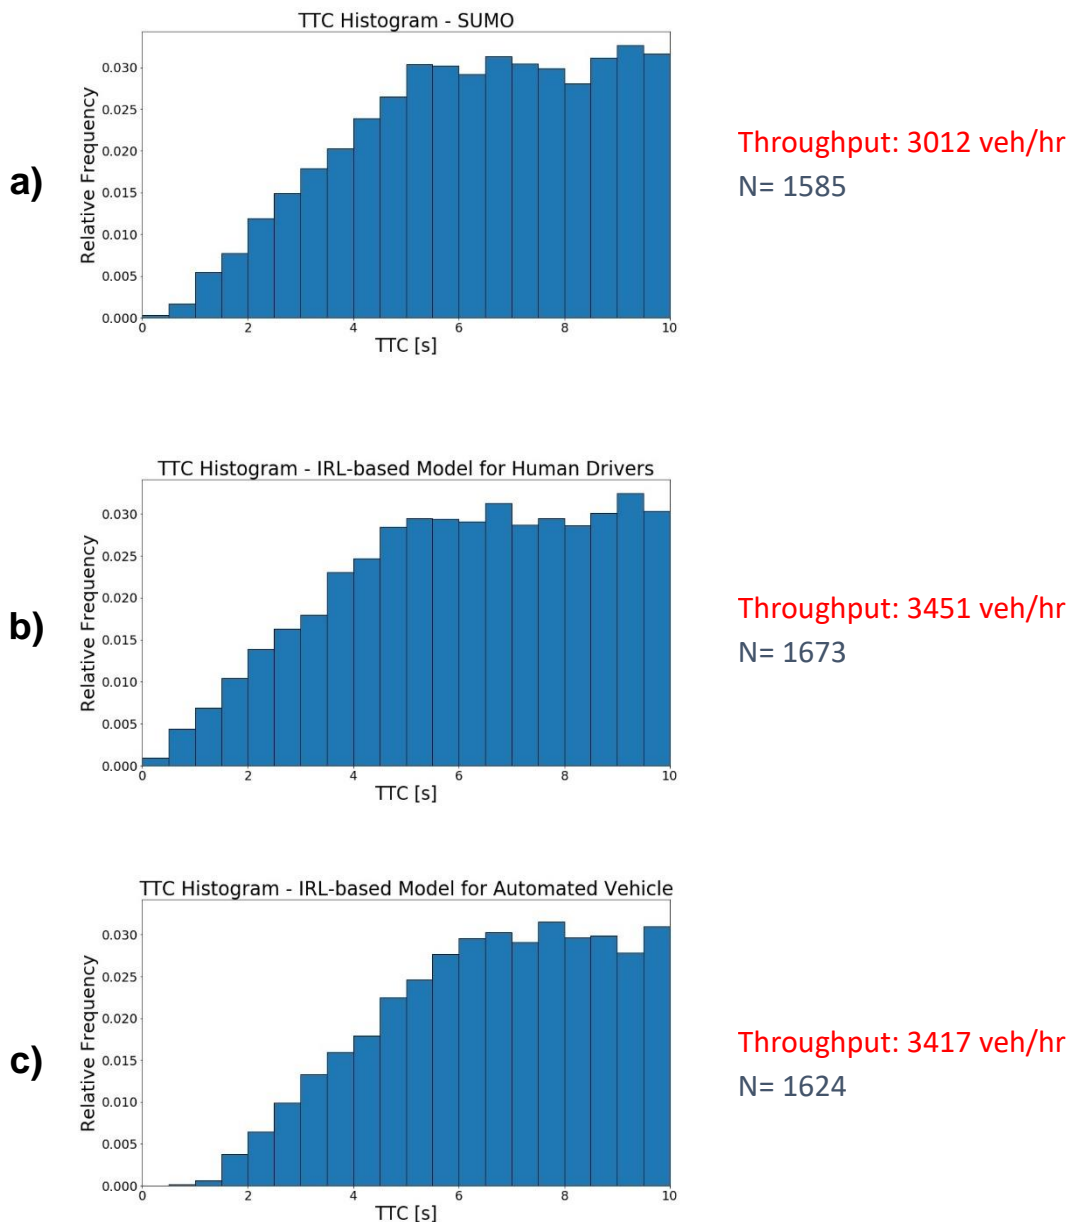 TTC Histogram - SUMO
a)
Relative Frequency
0.030
0.025
0.020
0.015
0.010
0.005
0.000
0 2 4 6 8 10
TTC [s]
Throughput: 3012 veh/hr
N= 1585
TTC Histogram - IRL-based Model for Human Drivers
b)
Relative Frequency
0.030
0.025
0.020
0.015
0.010
0.005
0.000
0 2 4 6 8 10
TTC [s]
Throughput: 3451 veh/hr
N= 1673
TTC Histogram - IRL-based Model for Automated Vehicle
c)
Relative Frequency
0.030
0.025
0.020
0.015
0.010
0.005
0.000
0 2 4 6 8 10
TTC [s]
Throughput: 3417 veh/hr
N= 1624